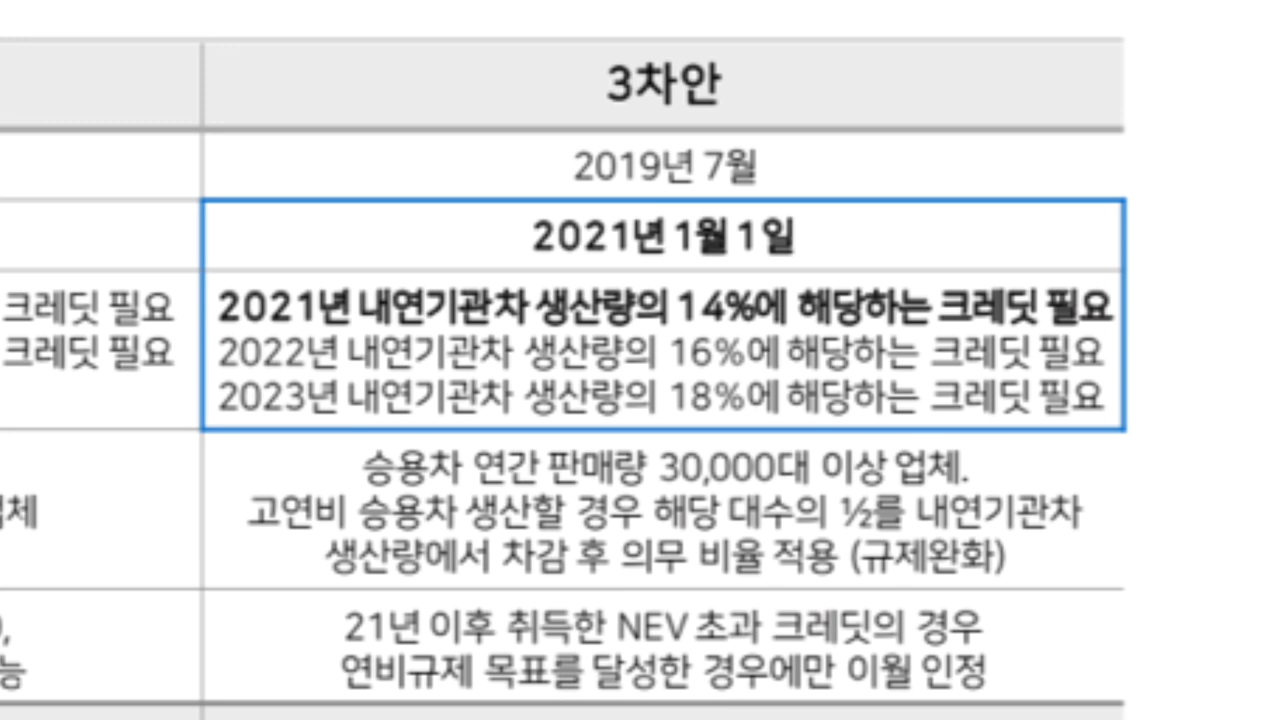 3차안
2019년 7월
2021년 1월 1일
크레딧 필요
2021년 내연기관차 생산량의 14%에 해당하는 크레딧 필요
크레딧 필요
2022년 내연기관차 생산량의 16%에 해당하는 크레딧 필요
2023년 내연기관차 생산량의 18%에 해당하는 크레딧 필요
승용차 연간 판매량 30,000대 이상 업체.
고연비 승용차 생산할 경우 해당 대수의 ½를 내연기관차
생산량에서 차감 후 의무 비율 적용 (규제완화)
21년 이후 취득한 NEV 초과 크레딧의 경우
연비규제 목표를 달성한 경우에만 이월 인정